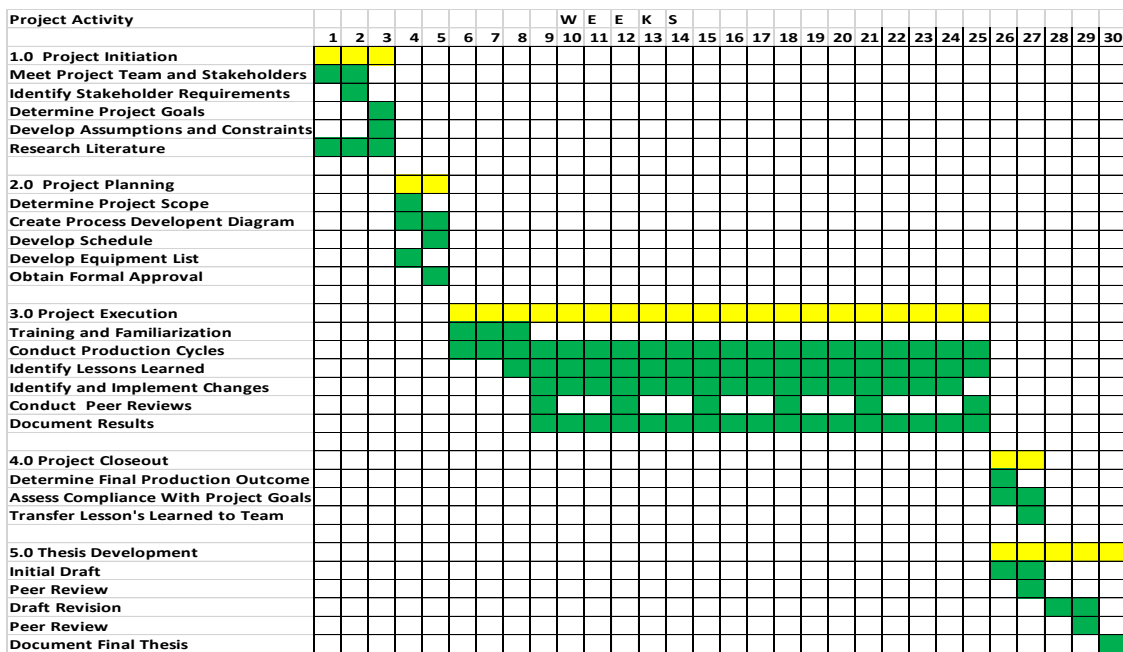 Project Activity W E E K S
1 2 3 4 5 6 7 8 9 10 11 12 13 14 15 16 17 18 19 20 21 22 23 24 25 26 27 28 29 30
1.0 Project Initiation
Meet Project Team and Stakeholders
Identify Stakeholder Requirements
Determine Project Goals
Develop Assumptions and Constraints
Research Literature
2.0 Project Planning
Determine Project Scope
Create Process Developent Diagram
Develop Schedule
Develop Equipment List
Obtain Formal Approval
3.0 Project Execution
Training and Familiarization
Conduct Production Cycles
Identify Lessons Learned
Identify and Implement Changes
Conduct Peer Reviews
Document Results
4.0 Project Closeout
Determine Final Production Outcome
Assess Compliance With Project Goals
Transfer Lesson's Learned to Team
5.0 Thesis Development
Initial Draft
Peer Review
Draft Revision
Peer Review
Document Final Thesis